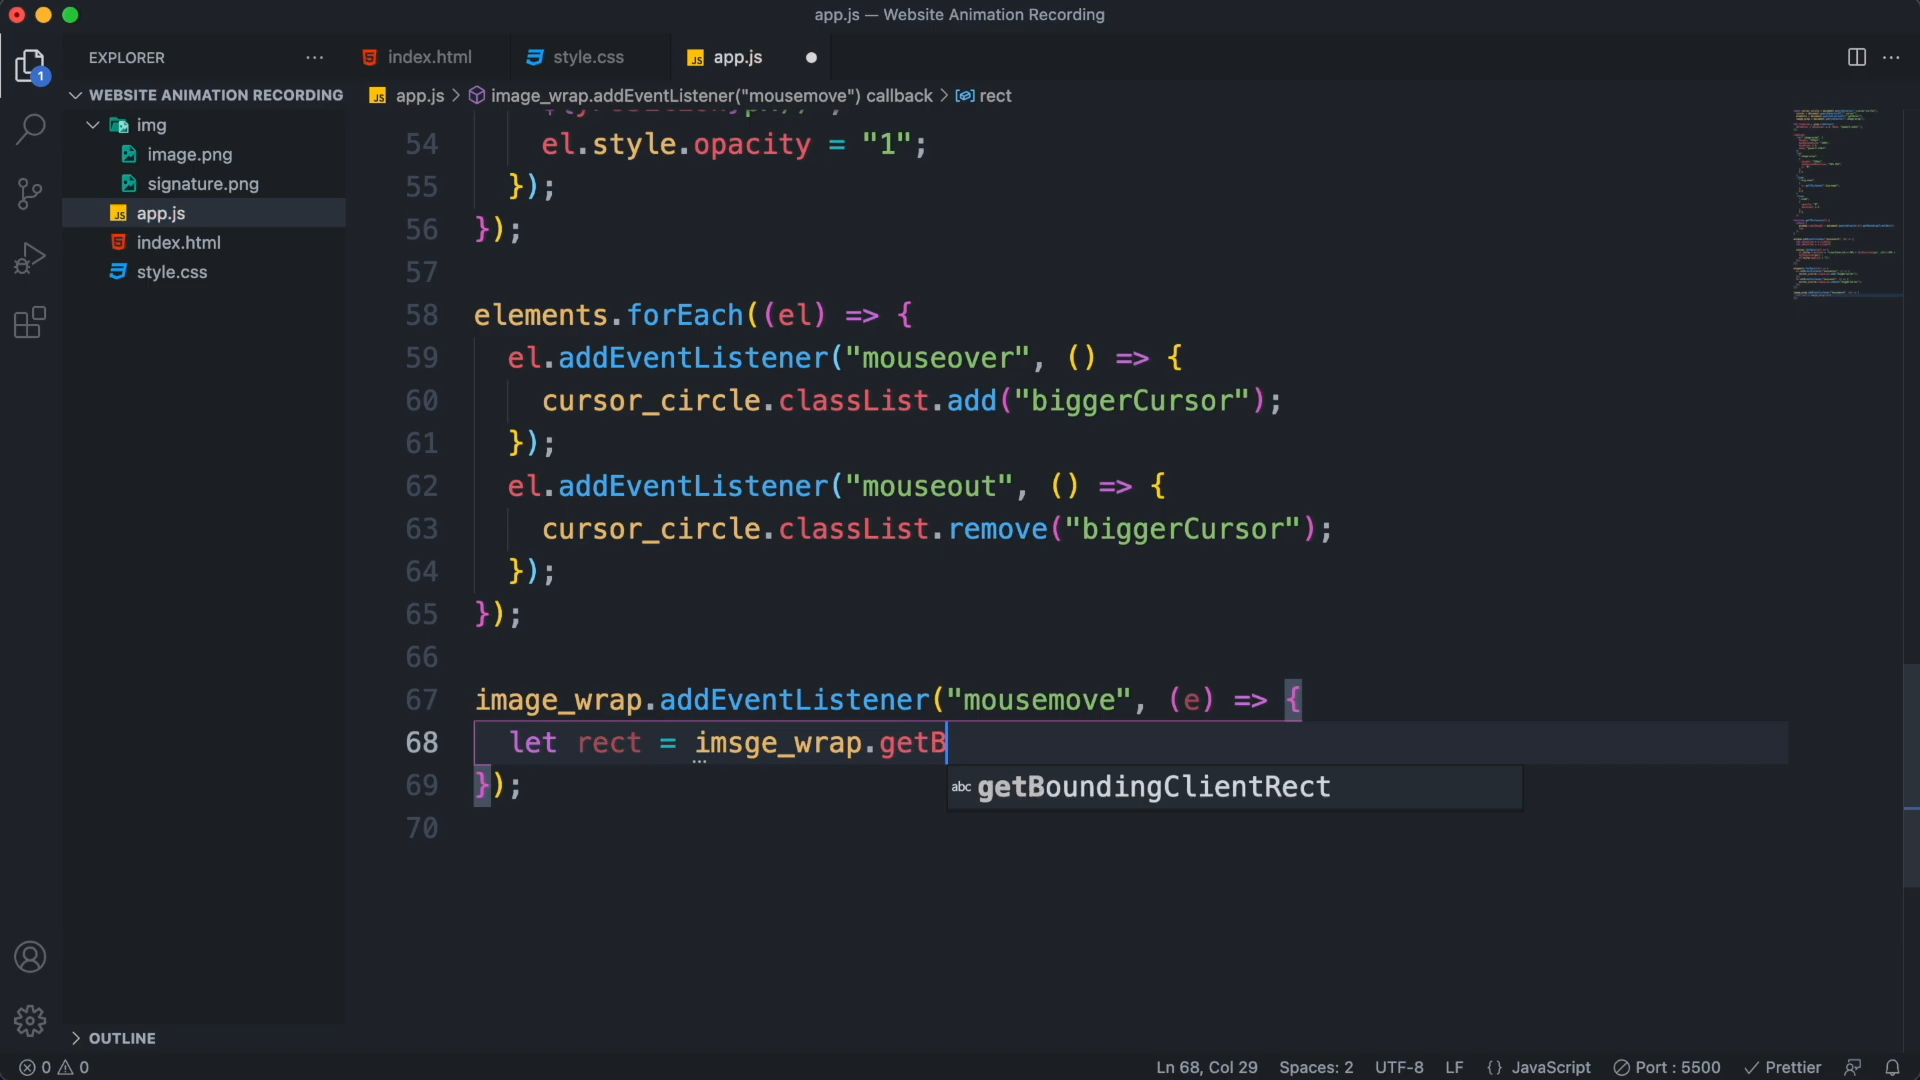 app.js — Website Animation Recording
EXPLORER
index.html
style.css
JS app.js
1
WEBSITE ANIMATION RECORDING
JS app.js > image_wrap.addEventListener("mousemove") callback > rect
img
image.png
signature.png
JS app.js
index.html
style.css
54 el.style.opacity = "1";
55 });
56 });
57
58 elements.forEach((el) => {
59 el.addEventListener("mouseover", () => {
60 cursor_circle.classList.add("biggerCursor");
61 });
62 el.addEventListener("mouseout", () => {
63 cursor_circle.classList.remove("biggerCursor");
64 });
65 });
66
67 image_wrap.addEventListener("mousemove", (e) => {
68 let rect = imsge_wrap.getB
69 });
abc getBoundingClientRect
70
OUTLINE
0 0
Ln 68, Col 29
Spaces: 2
UTF-8
LF
{} JavaScript
Port : 5500
Prettier